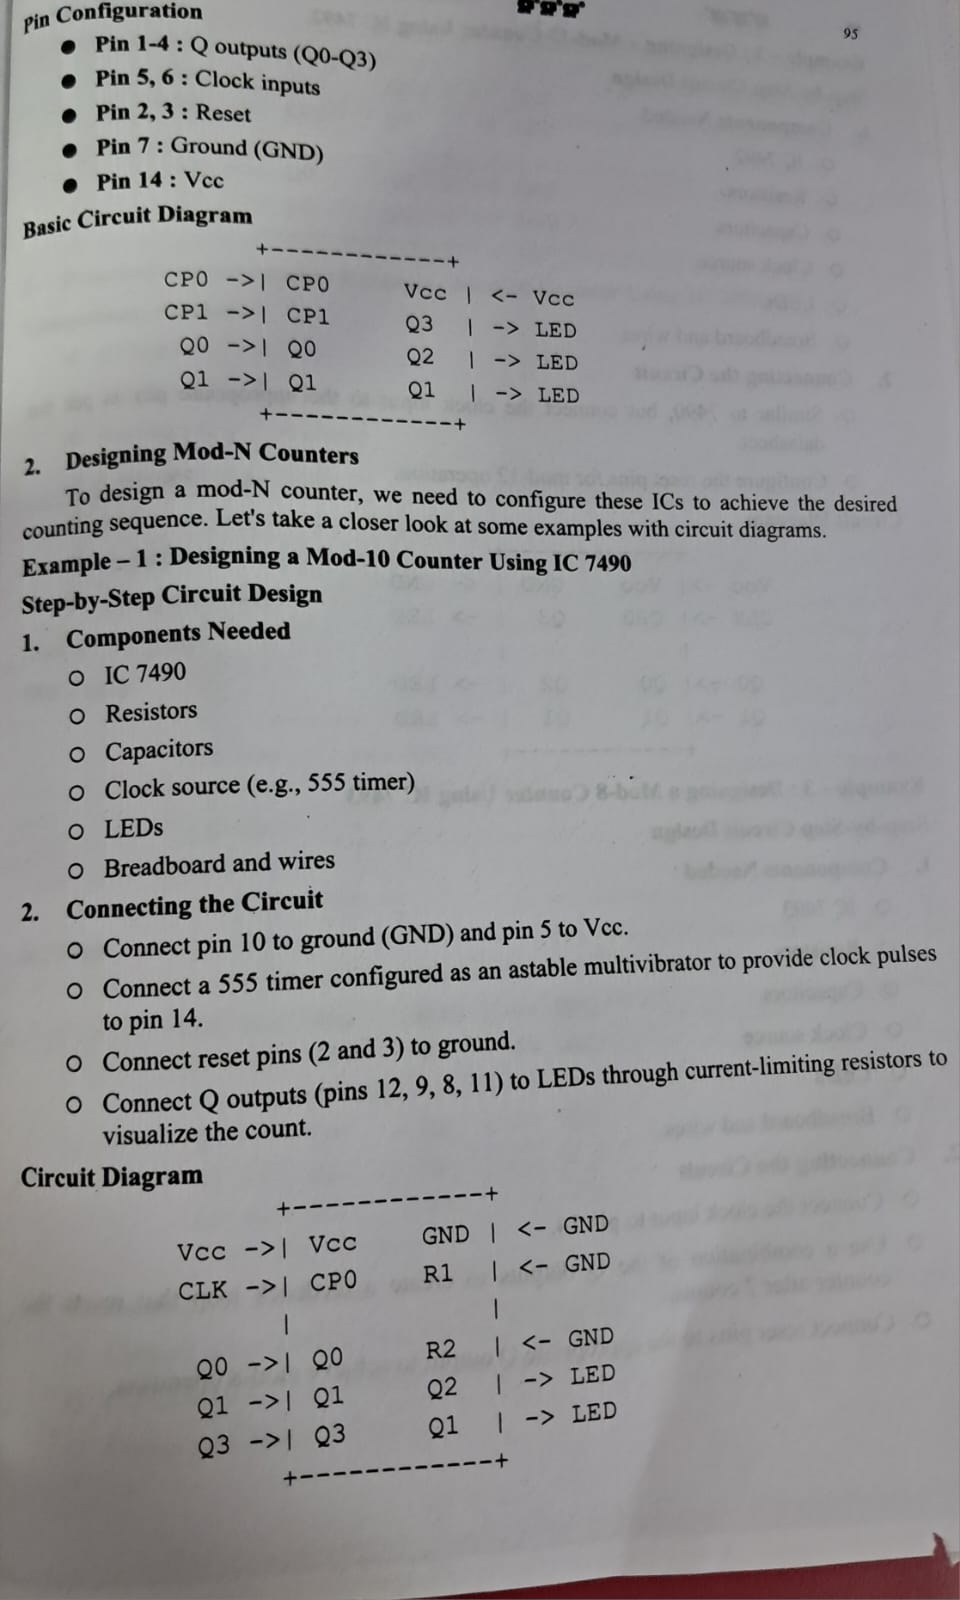 95
Pin Configuration
● Pin 1-4 : Q outputs (Q0-Q3)
● Pin 5, 6 : Clock inputs
● Pin 2, 3 : Reset
● Pin 7 : Ground (GND)
● Pin 14 : Vcc
Basic Circuit Diagram
+------------+
CP0 ->| CP0 Vcc | <- Vcc
CP1 ->| CP1 Q3 | -> LED
Q0 ->| Q0 Q2 | -> LED
Q1 ->| Q1 Q1 | -> LED
+------------+
2. Designing Mod-N Counters
To design a mod-N counter, we need to configure these ICs to achieve the desired
counting sequence. Let's take a closer look at some examples with circuit diagrams.
Example – 1 : Designing a Mod-10 Counter Using IC 7490
Step-by-Step Circuit Design
1. Components Needed
○ IC 7490
○ Resistors
○ Capacitors
○ Clock source (e.g., 555 timer)
○ LEDs
○ Breadboard and wires
2. Connecting the Circuit
○ Connect pin 10 to ground (GND) and pin 5 to Vcc.
○ Connect a 555 timer configured as an astable multivibrator to provide clock pulses
to pin 14.
○ Connect reset pins (2 and 3) to ground.
○ Connect Q outputs (pins 12, 9, 8, 11) to LEDs through current-limiting resistors to
visualize the count.
Circuit Diagram
+------------+
Vcc ->| Vcc GND | <- GND
CLK ->| CP0 R1 | <- GND
| |
Q0 ->| Q0 R2 | <- GND
Q1 ->| Q1 Q2 | -> LED
Q3 ->| Q3 Q1 | -> LED
+------------+